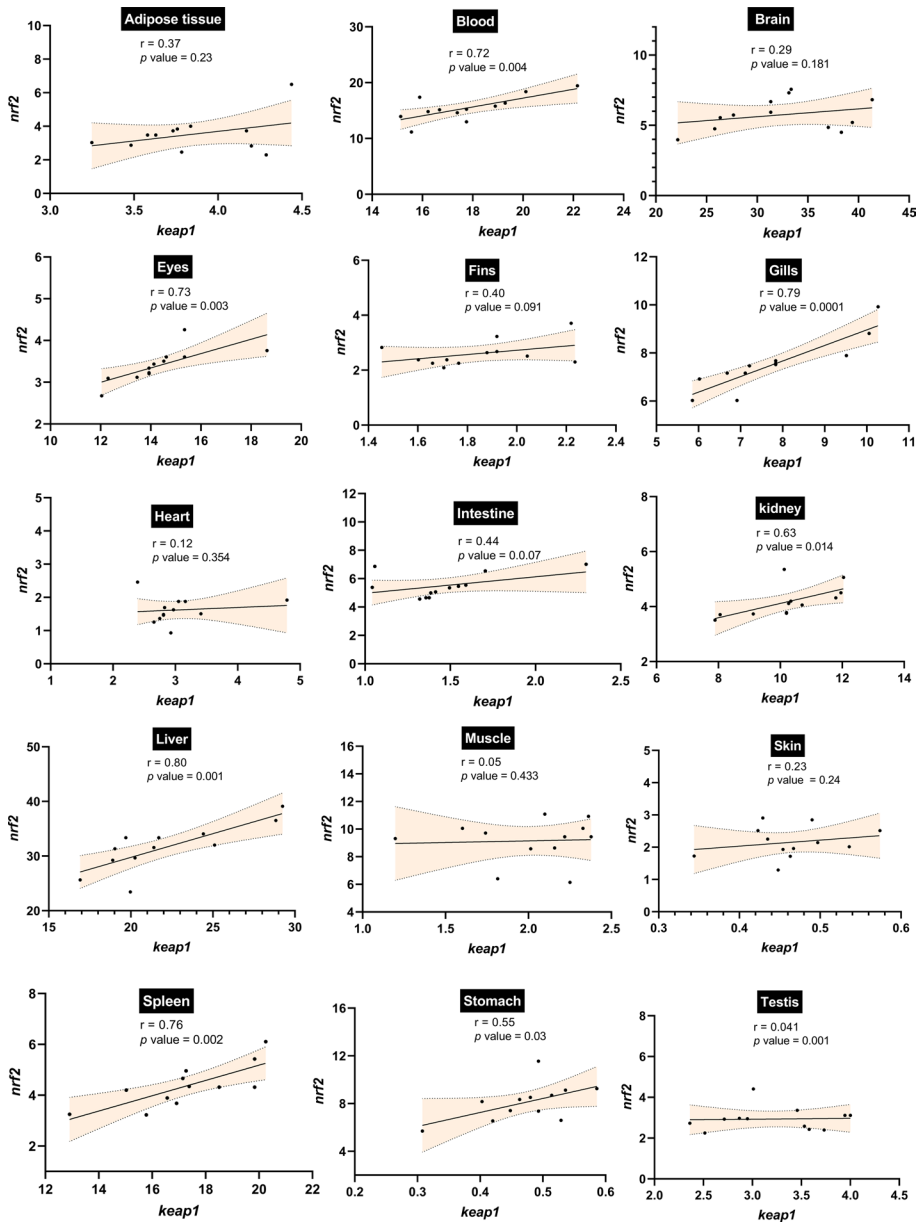 Adipose tissue
r = 0.37
p value = 0.23
nrf2
10
8
6
4
2
0
3.0 3.5 4.0 4.5
keap1
Blood
r = 0.72
p value = 0.004
nrf2
30
20
10
0
14 16 18 20 22 24
keap1
Brain
r = 0.29
p value = 0.181
nrf2
12
10
8
6
4
2
0
20 25 30 35 40 45
keap1
Eyes
r = 0.73
p value = 0.003
nrf2
6
5
4
3
2
10 12 14 16 18 20
keap1
Fins
r = 0.40
p value = 0.091
nrf2
6
4
2
0
1.4 1.6 1.8 2.0 2.2 2.4
keap1
Gills
r = 0.79
p value = 0.0001
nrf2
12
10
8
6
4
5 6 7 8 9 10 11
keap1
Heart
r = 0.12
p value = 0.354
nrf2
5
4
3
2
1
0
1 2 3 4 5
keap1
Intestine
r = 0.44
p value = 0.0.07
nrf2
12
10
8
6
4
2
0
1.0 1.5 2.0 2.5
keap1
kidney
r = 0.63
p value = 0.014
nrf2
8
6
4
2
6 8 10 12 14
keap1
Liver
r = 0.80
p value = 0.001
nrf2
50
40
30
20
15 20 25 30
keap1
Muscle
r = 0.05
p value = 0.433
nrf2
16
14
12
10
8
6
4
1.0 1.5 2.0 2.5
keap1
Skin
r = 0.23
p value = 0.24
nrf2
5
4
3
2
1
0
0.3 0.4 0.5 0.6
keap1
Spleen
r = 0.76
p value = 0.002
nrf2
8
6
4
2
0
12 14 16 18 20 22
keap1
Stomach
r = 0.55
p value = 0.03
nrf2
16
12
8
4
0.2 0.3 0.4 0.5 0.6
keap1
Testis
r = 0.041
p value = 0.001
nrf2
8
6
4
2
0
2.0 2.5 3.0 3.5 4.0 4.5
keap1